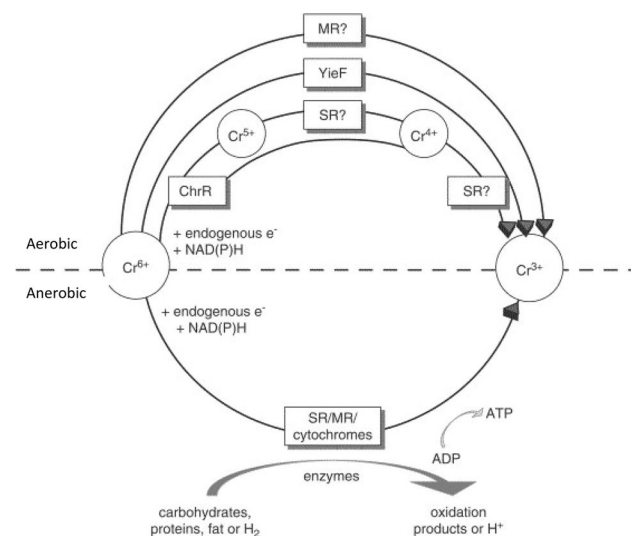 MR?
YieF
SR?
Cr5+
Cr4+
ChrR
SR?
Aerobic
+ endogenous e-
+ NAD(P)H
Cr6+
Cr3+
Anerobic
+ endogenous e-
+ NAD(P)H
SR/MR/
cytochromes
ATP
ADP
enzymes
carbohydrates,
proteins, fat or H2
oxidation
products or H+